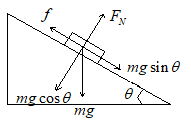 f
F_N
mg sin θ
θ
mg cos θ
mg